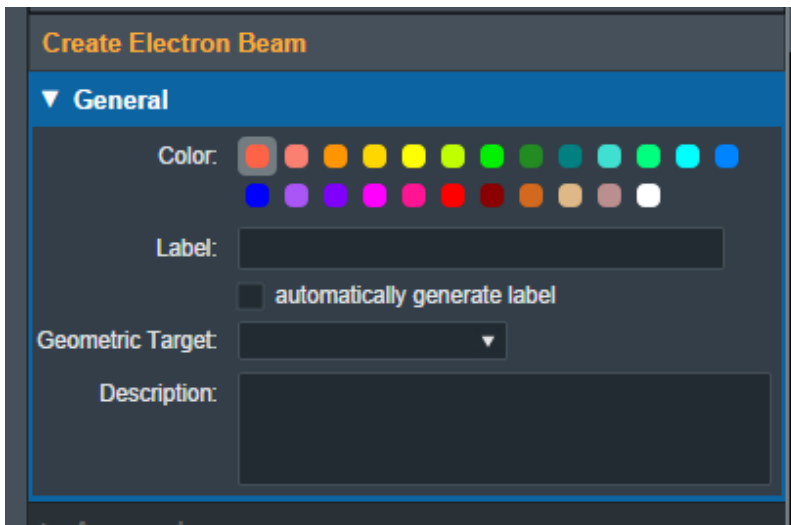 Create Electron Beam
General
Color:
Label:
automatically generate label
Geometric Target:
Description: